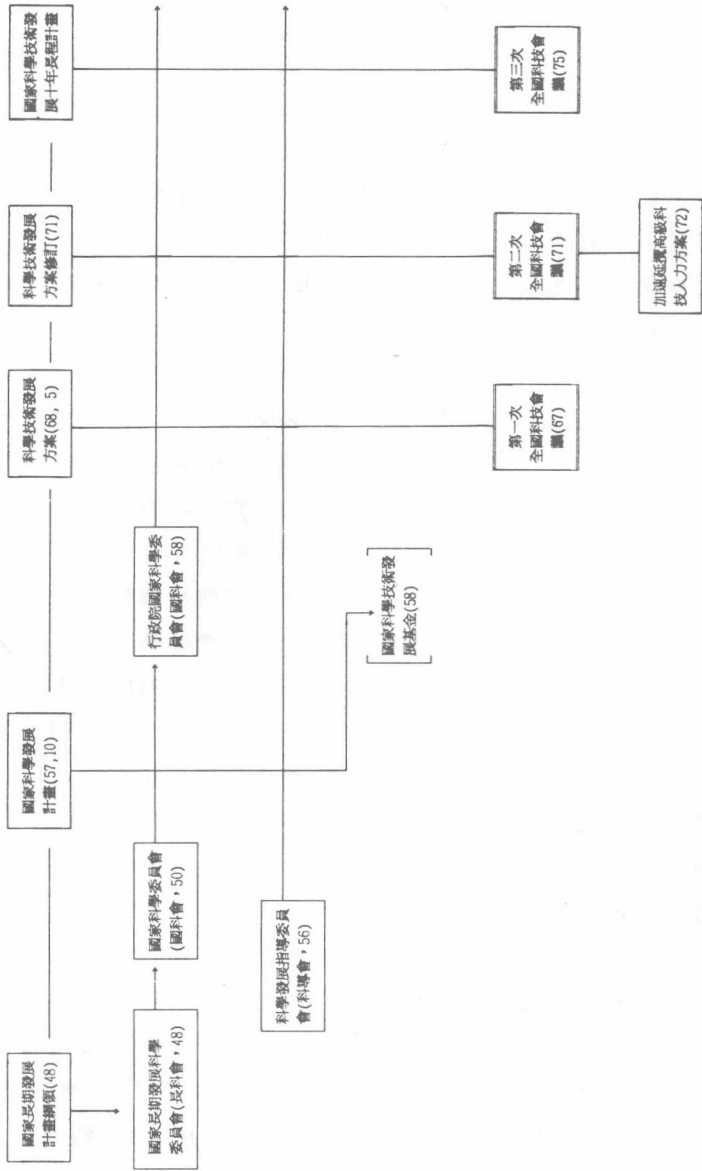 國家長期發展
計畫綱領(48)
國家科學發展
計畫(57,10)
科學技術發展
方案(68, 5)
科學技術發展
方案修訂(71)
國家科學技術發
展十年長程計畫
國家長期發展科學
委員會(長科會,48)
國家科學委員會
(國科會,50)
行政院國家科學委
員會(國科會,58)
科學發展指導委員
會(科導會,56)
國家科學技術發
展基金(58)
第一次
全國科技會
議(67)
第二次
全國科技會
議(71)
第三次
全國科技會
議(75)
加速延攬高級科
技人力方案(72)